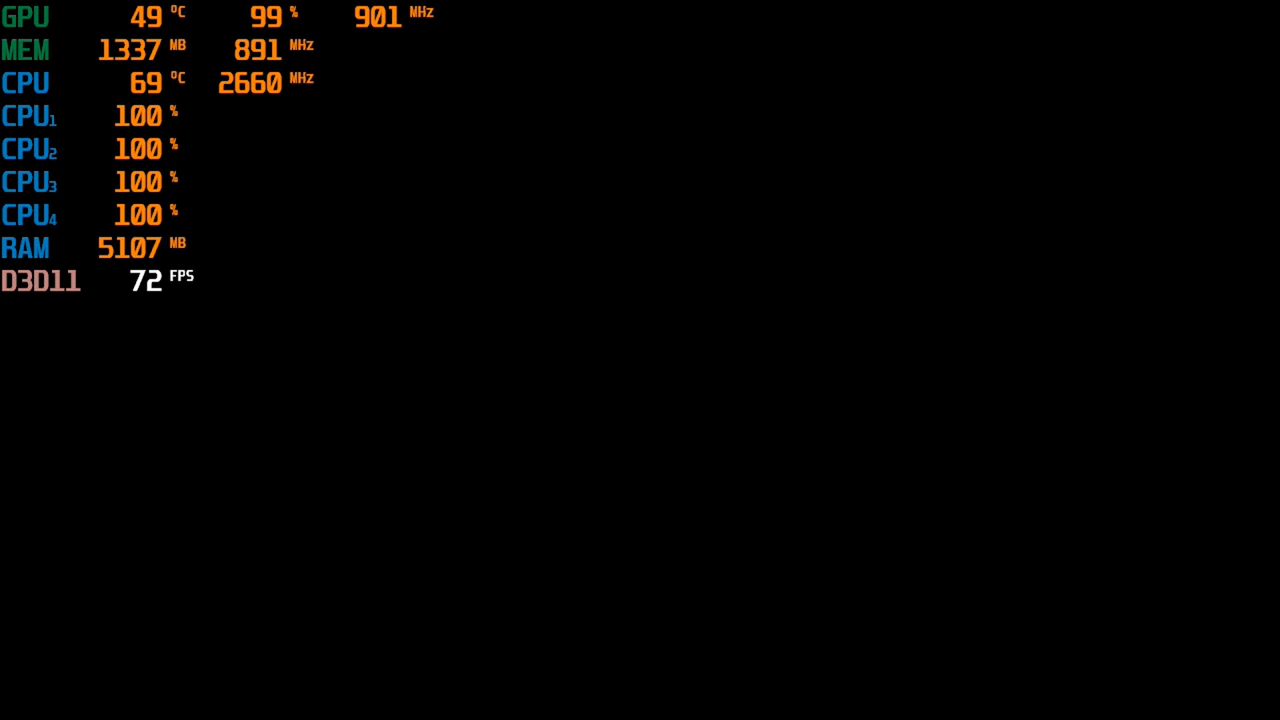 GPU 49 °C 99 % 901 MHz
MEM 1337 MB 891 MHz
CPU 69 °C 2660 MHz
CPU1 100 %
CPU2 100 %
CPU3 100 %
CPU4 100 %
RAM 5107 MB
D3D11 72 FPS